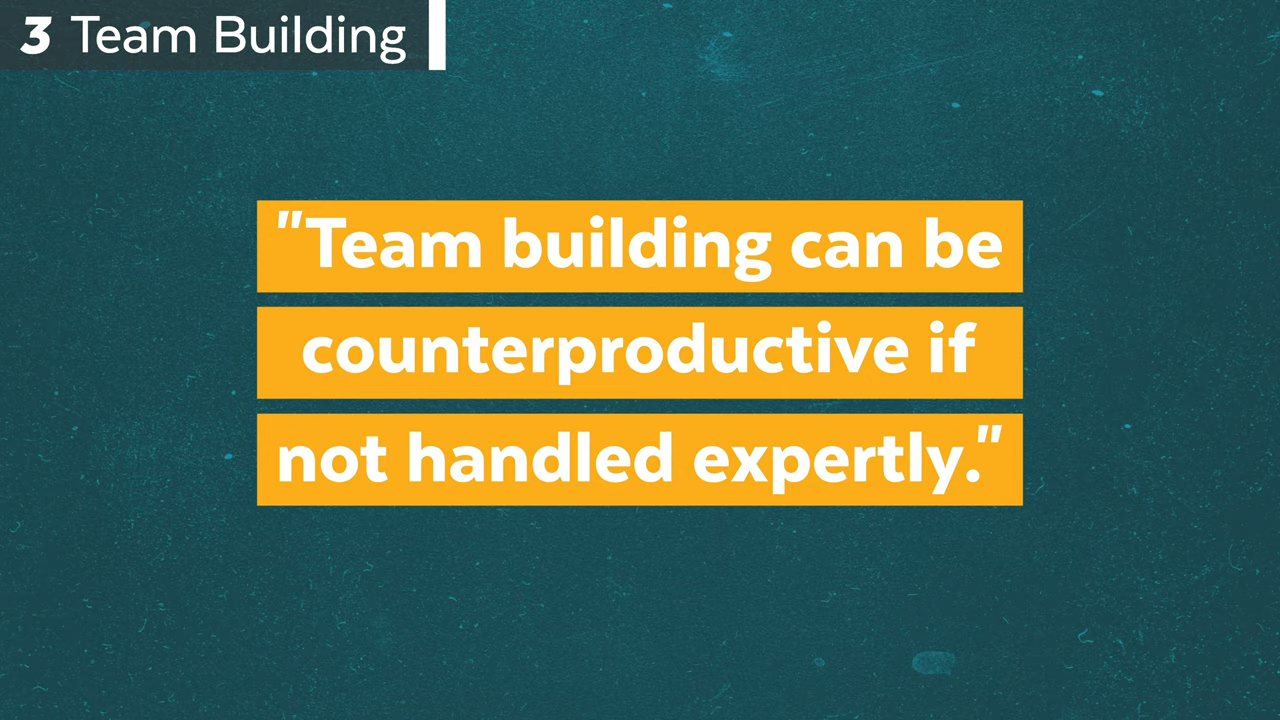 3 Team Building
"Team building can be
counterproductive if
not handled expertly."